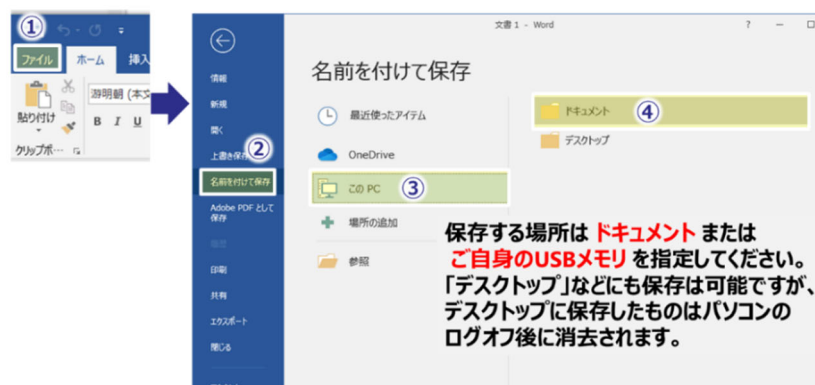 ①
ファイル ホーム 挿入
貼り付け
游明朝 (本文
B I U
クリップボ…
文書 1 - Word
?
名前を付けて保存
情報
新規
開く
上書き保存
②
名前を付けて保存
Adobe PDF として
保存
履歴
印刷
共有
エクスポート
閉じる
最近使ったアイテム
OneDrive
この PC
③
場所の追加
参照
ドキュメント
④
デスクトップ
保存する場所は ドキュメント または
ご自身のUSBメモリ を指定してください。
「デスクトップ」などにも保存は可能ですが、
デスクトップに保存したものはパソコンの
ログオフ後に消去されます。